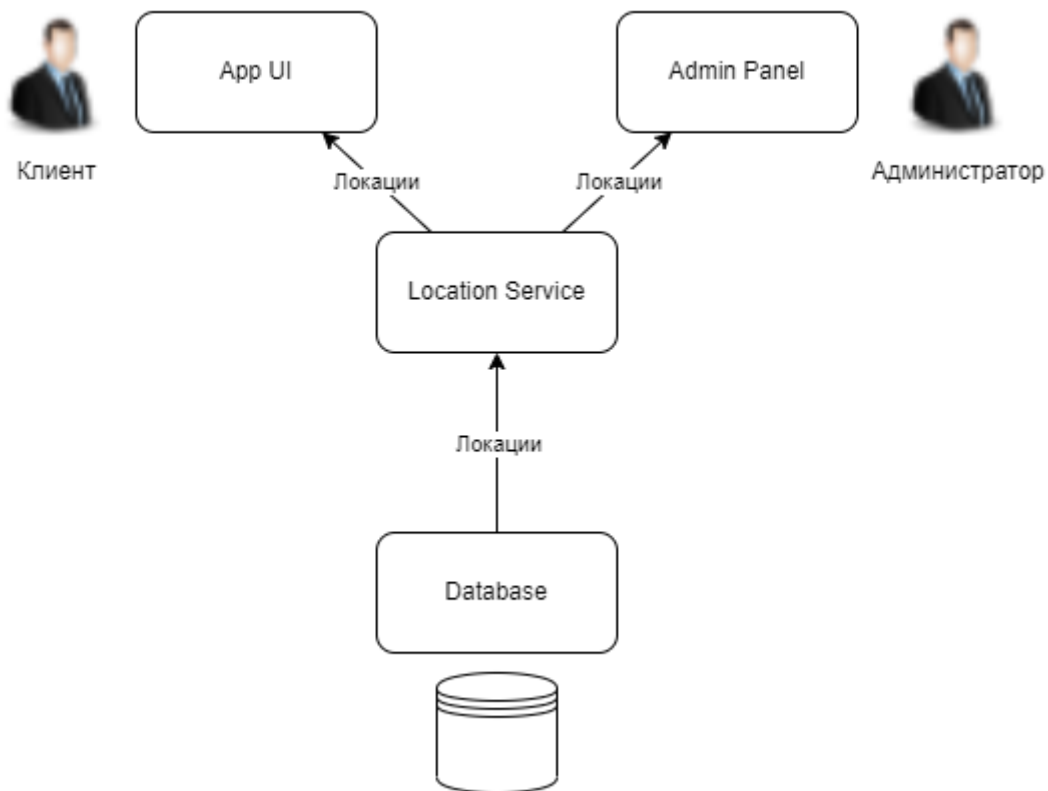 App UI
Admin Panel
Клиент
Администратор
Локации
Локации
Location Service
Локации
Database